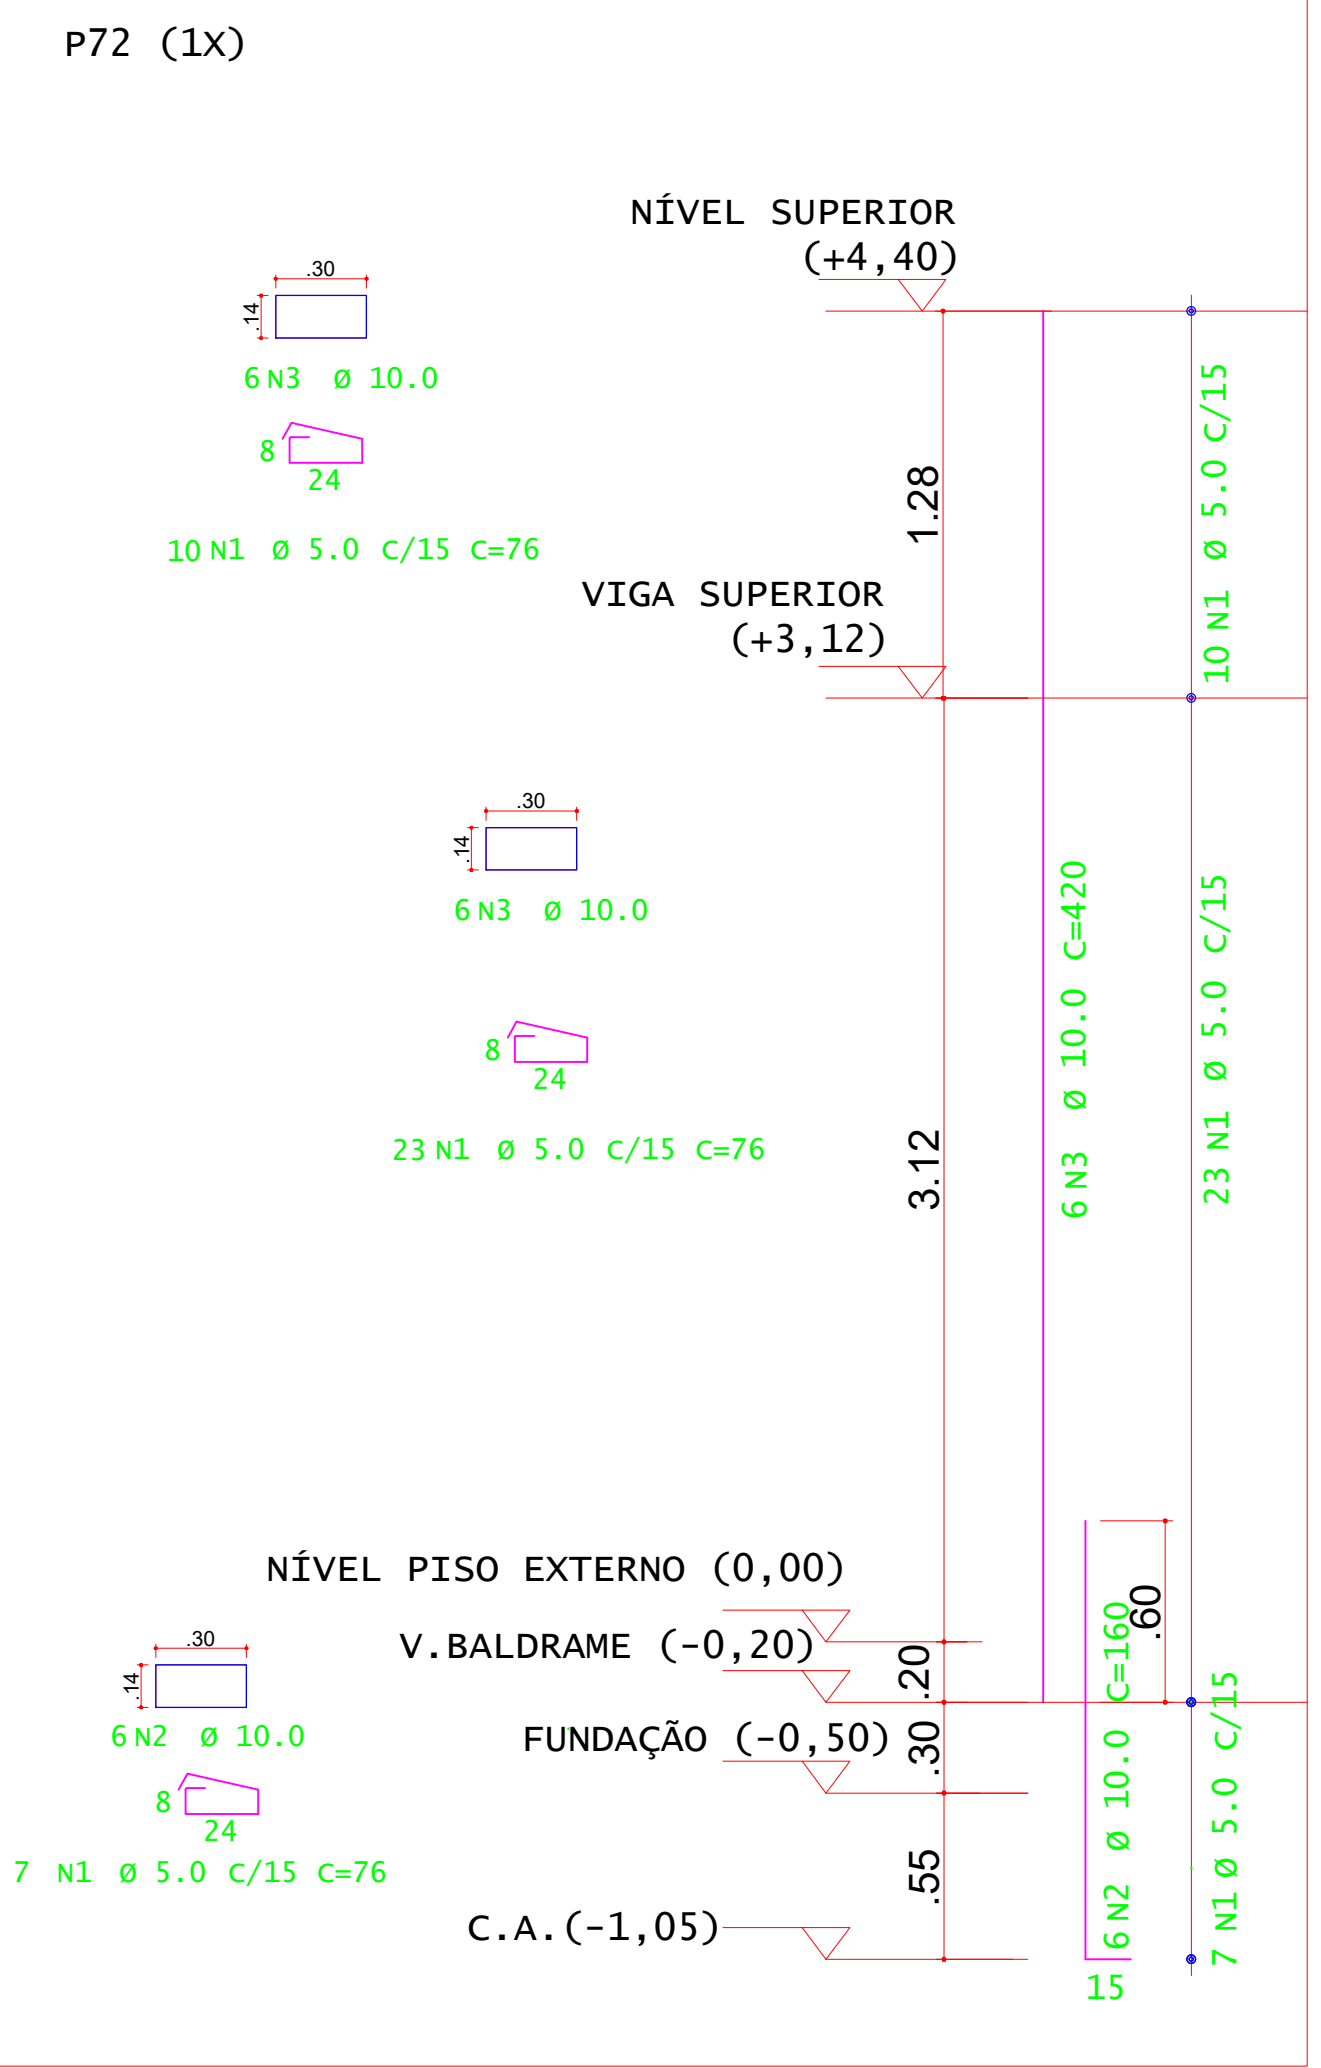 P72 (1X)
NÍVEL SUPERIOR
(+4,40)
.30
.14
6 N3 Ø 10.0
8
24
10 N1 Ø 5.0 C/15 C=76
1.28
10 N1 Ø 5.0 C/15
VIGA SUPERIOR
(+3,12)
.30
.14
6 N3 Ø 10.0
8
24
23 N1 Ø 5.0 C/15 C=76
3.12
6 N3 Ø 10.0 C=420
23 N1 Ø 5.0 C/15
NÍVEL PISO EXTERNO (0,00)
V.BALDRAME (-0,20)
.20
.60
.30
.14
6 N2 Ø 10.0
8
24
7 N1 Ø 5.0 C/15 C=76
FUNDAÇÃO (-0,50)
.30
.55
6 N2 Ø 10.0 C=160
7 N1 Ø 5.0 C/15
C.A.(-1,05)
15